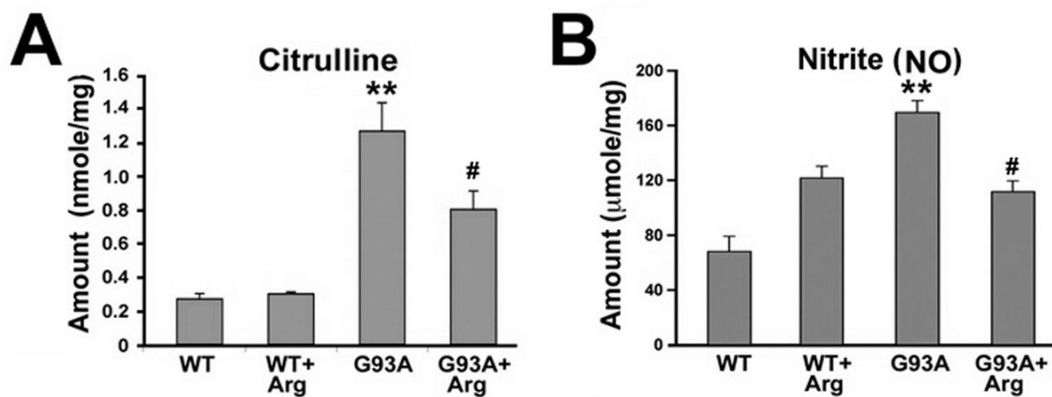 A
Citrulline
Amount (nmole/mg)
1.6
1.4
1.2
1.0
0.8
0.6
0.4
0.2
0
**
#
WT
WT+
Arg
G93A
G93A+
Arg
B
Nitrite (NO)
Amount (μmole/mg)
200
160
120
80
40
0
**
#
WT
WT+
Arg
G93A
G93A+
Arg